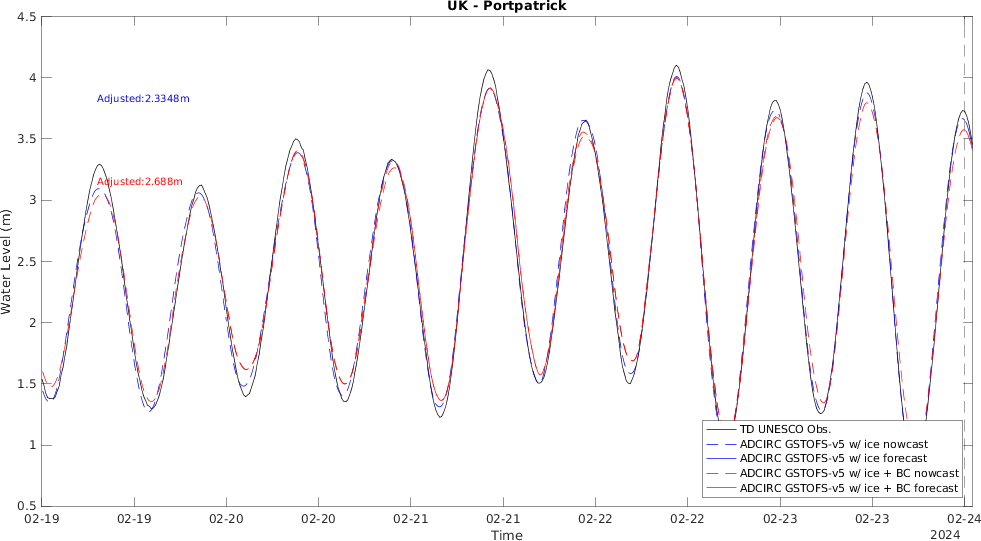 UK - Portpatrick
4.5
4
3.5
3
2.5
2
1.5
1
0.5
Water Level (m)
Adjusted:2.3348m
Adjusted:2.688m
TD UNESCO Obs.
ADCIRC GSTOFS-v5 w/ ice nowcast
ADCIRC GSTOFS-v5 w/ ice forecast
ADCIRC GSTOFS-v5 w/ ice + BC nowcast
ADCIRC GSTOFS-v5 w/ ice + BC forecast
02-19 02-19 02-20 02-20 02-21 02-21 02-22 02-22 02-23 02-23 02-24
Time
2024